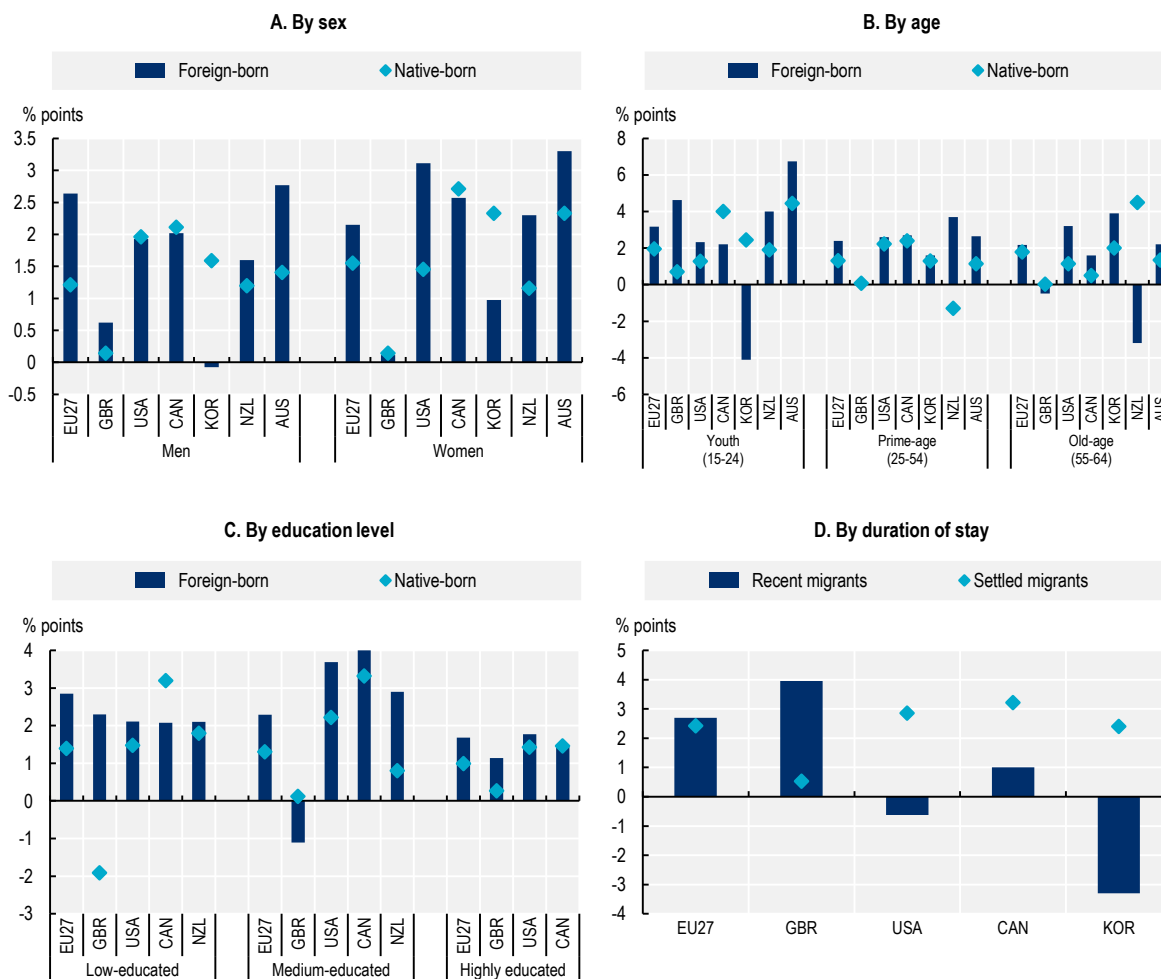 A. By sex
Foreign-born
Native-born
% points
3.5
3
2.5
2
1.5
1
0.5
0
-0.5
EU27
GBR
USA
CAN
KOR
NZL
AUS
EU27
GBR
USA
CAN
KOR
NZL
AUS
Men
Women
B. By age
Foreign-born
Native-born
% points
8
6
4
2
0
-2
-4
-6
EU27
GBR
USA
CAN
KOR
NZL
AUS
EU27
GBR
USA
CAN
KOR
NZL
AUS
EU27
GBR
USA
CAN
KOR
NZL
Youth
(15-24)
Prime-age
(25-54)
Old-age
(55-64)
C. By education level
Foreign-born
Native-born
% points
4
3
2
1
0
-1
-2
-3
EU27
GBR
USA
CAN
NZL
EU27
GBR
USA
CAN
NZL
EU27
GBR
USA
CAN
Low-educated
Medium-educated
Highly educated
D. By duration of stay
Recent migrants
Settled migrants
% points
5
4
3
2
1
0
-1
-2
-3
-4
EU27
GBR
USA
CAN
KOR